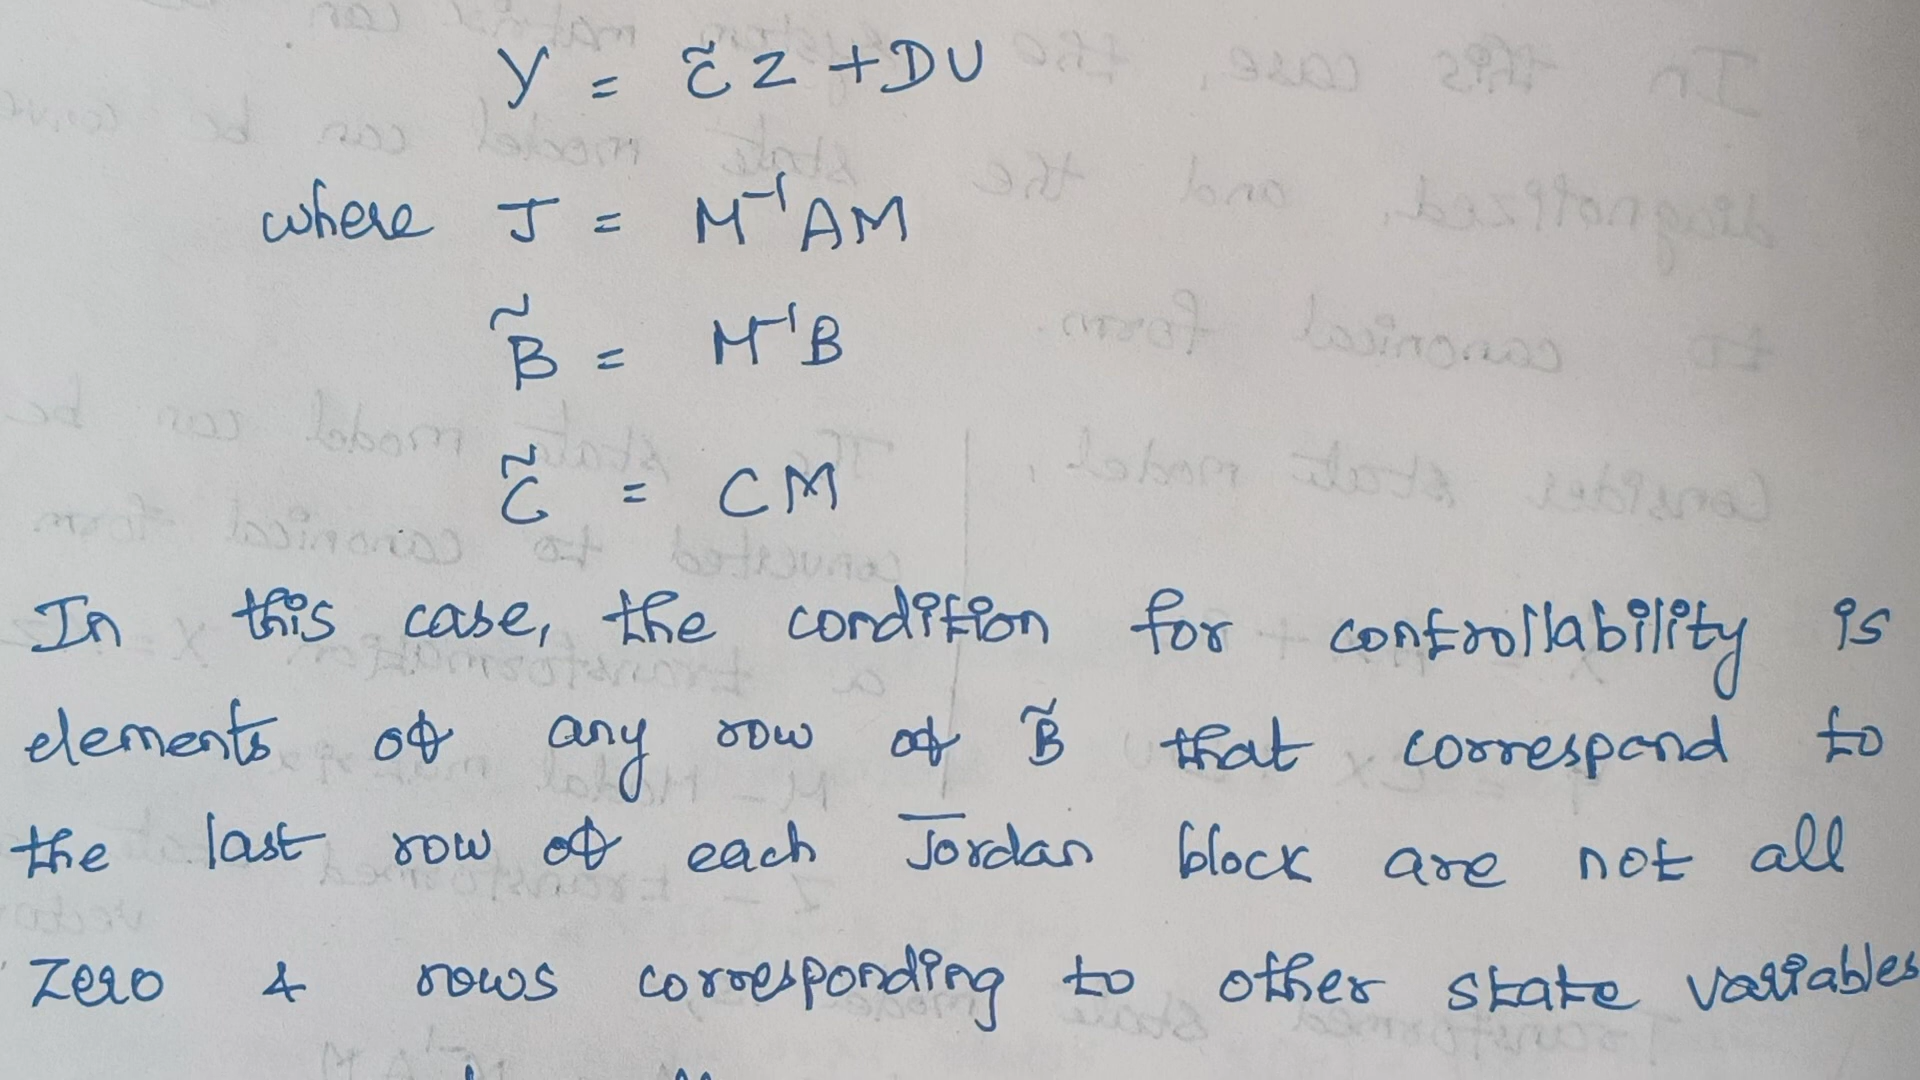 Y = C̃Z + DU
where J = M⁻¹AM
B̃ = M⁻¹B
C̃ = CM
In this case, the condition for controllability is
elements of any row of B̃ that correspond to
the last row of each Jordan block are not all
zero & rows corresponding to other state variables